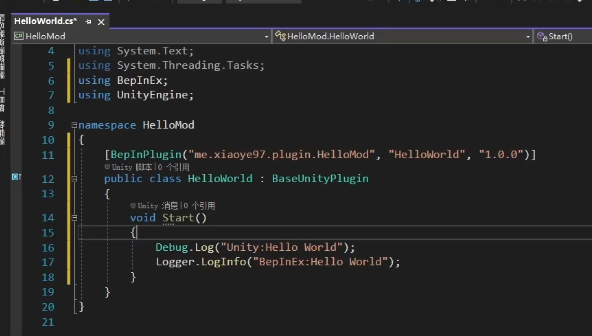 HelloWorld.cs*
HelloMod
HelloMod.HelloWorld
Start()
4 using System.Text;
5 using System.Threading.Tasks;
6 using BepInEx;
7 using UnityEngine;
8
9 namespace HelloMod
10 {
11 [BepInPlugin("me.xiaoye97.plugin.HelloMod", "HelloWorld", "1.0.0")]
Unity 脚本|0 个引用
12 public class HelloWorld : BaseUnityPlugin
13 {
Unity 消息|0 个引用
14 void Start()
15 {
16 Debug.Log("Unity:Hello World");
17 Logger.LogInfo("BepInEx:Hello World");
18 }
19 }
20 }
21